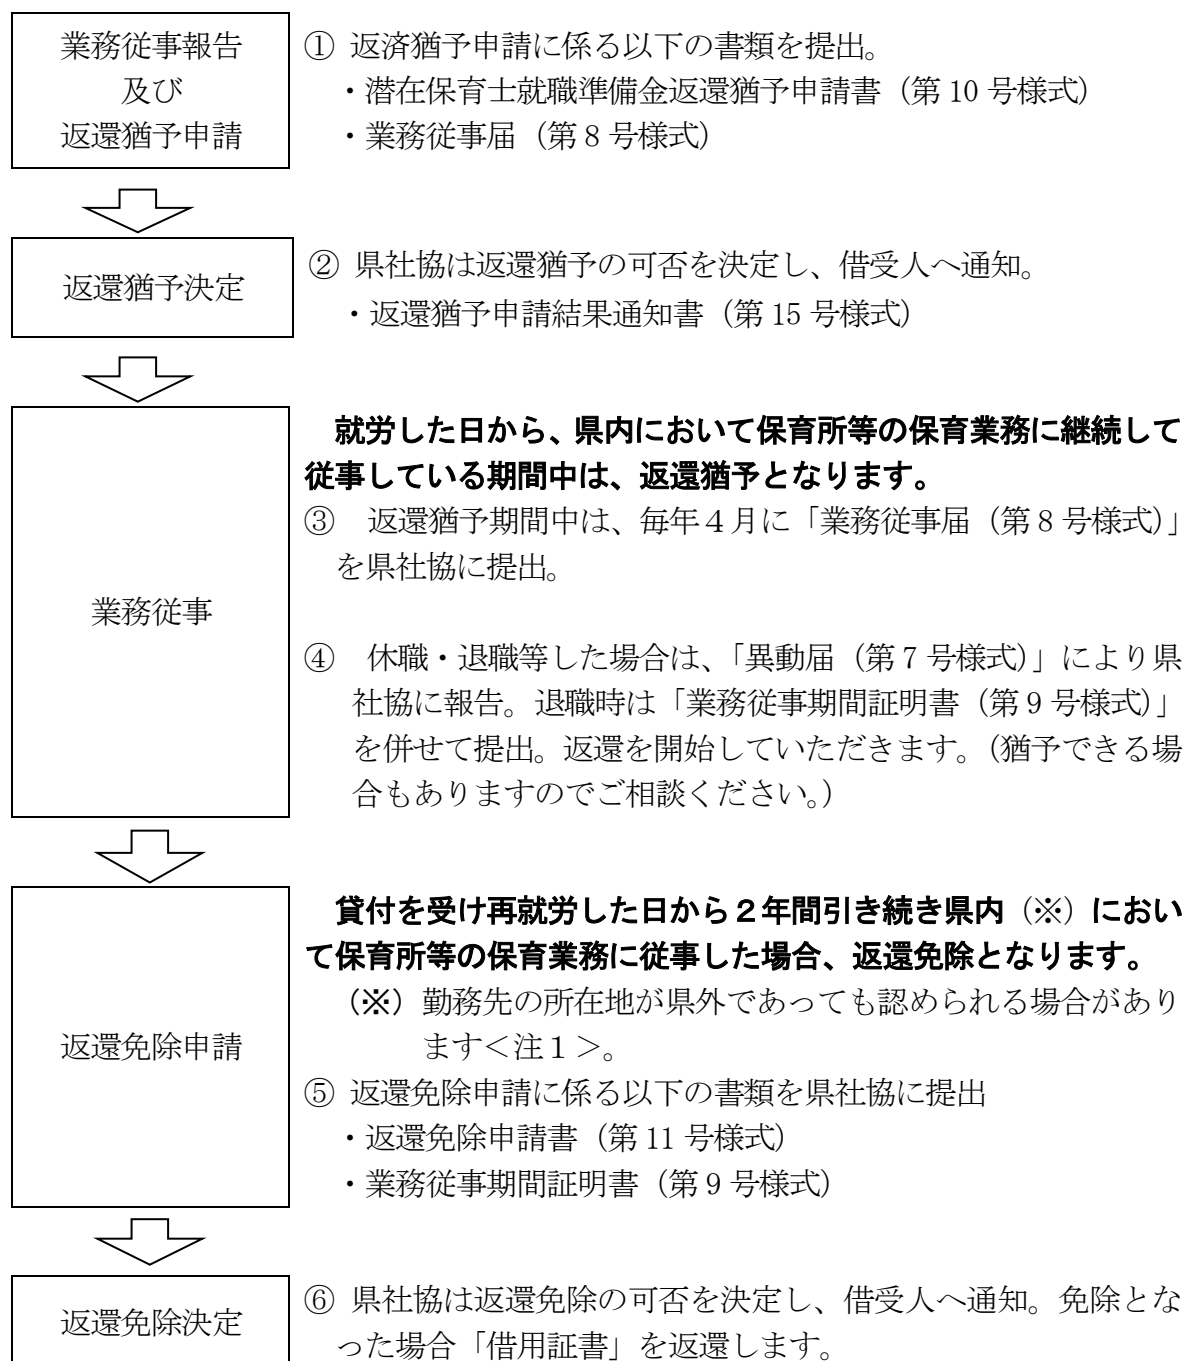 業務従事報告
及び
返還猶予申請
① 返済猶予申請に係る以下の書類を提出。
・潜在保育士就職準備金返還猶予申請書（第 10 号様式）
・業務従事届（第８号様式）
返還猶予決定
② 県社協は返還猶予の可否を決定し、借受人へ通知。
・返還猶予申請結果通知書（第 15 号様式）
業務従事
就労した日から、県内において保育所等の保育業務に継続して
従事している期間中は、返還猶予となります。
③　返還猶予期間中は、毎年４月に「業務従事届（第８号様式）」
を県社協に提出。
④　休職・退職等した場合は、「異動届（第７号様式）」により県
社協に報告。退職時は「業務従事期間証明書（第９号様式）」
を併せて提出。返還を開始していただきます。（猶予できる場
合もありますのでご相談ください。）
返還免除申請
貸付を受け再就労した日から２年間引き続き県内（※）におい
て保育所等の保育業務に従事した場合、返還免除となります。
（※）勤務先の所在地が県外であっても認められる場合があり
ます＜注１＞。
⑤ 返還免除申請に係る以下の書類を県社協に提出
・返還免除申請書（第 11 号様式）
・業務従事期間証明書（第９号様式）
返還免除決定
⑥ 県社協は返還免除の可否を決定し、借受人へ通知。免除とな
った場合「借用証書」を返還します。